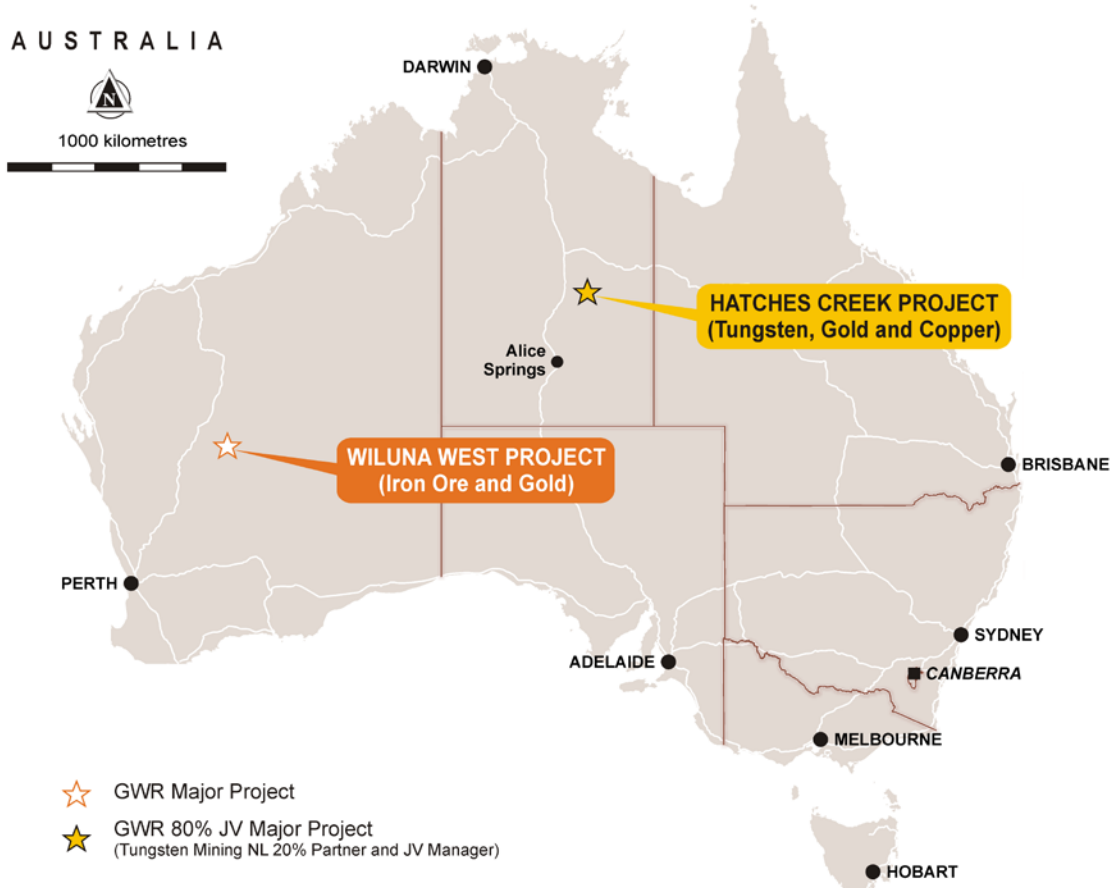 AUSTRALIA
N
1000 kilometres
DARWIN
HATCHES CREEK PROJECT
(Tungsten, Gold and Copper)
Alice
Springs
WILUNA WEST PROJECT
(Iron Ore and Gold)
BRISBANE
PERTH
SYDNEY
ADELAIDE
CANBERRA
MELBOURNE
GWR Major Project
GWR 80% JV Major Project
(Tungsten Mining NL 20% Partner and JV Manager)
HOBART